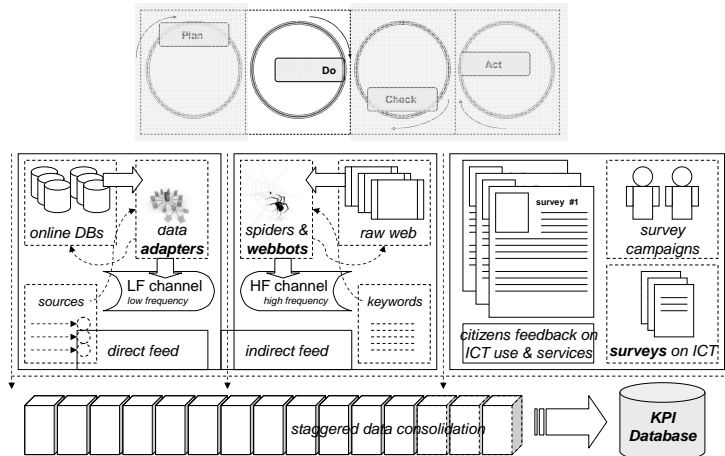 Plan
Do
Check
Act
online DBs
data
adapters
spiders &
webbots
raw web
survey #1
survey
campaigns
LF channel
low frequency
HF channel
high frequency
sources
keywords
direct feed
indirect feed
citizens feedback on
ICT use & services
surveys on ICT
staggered data consolidation
KPI
Database